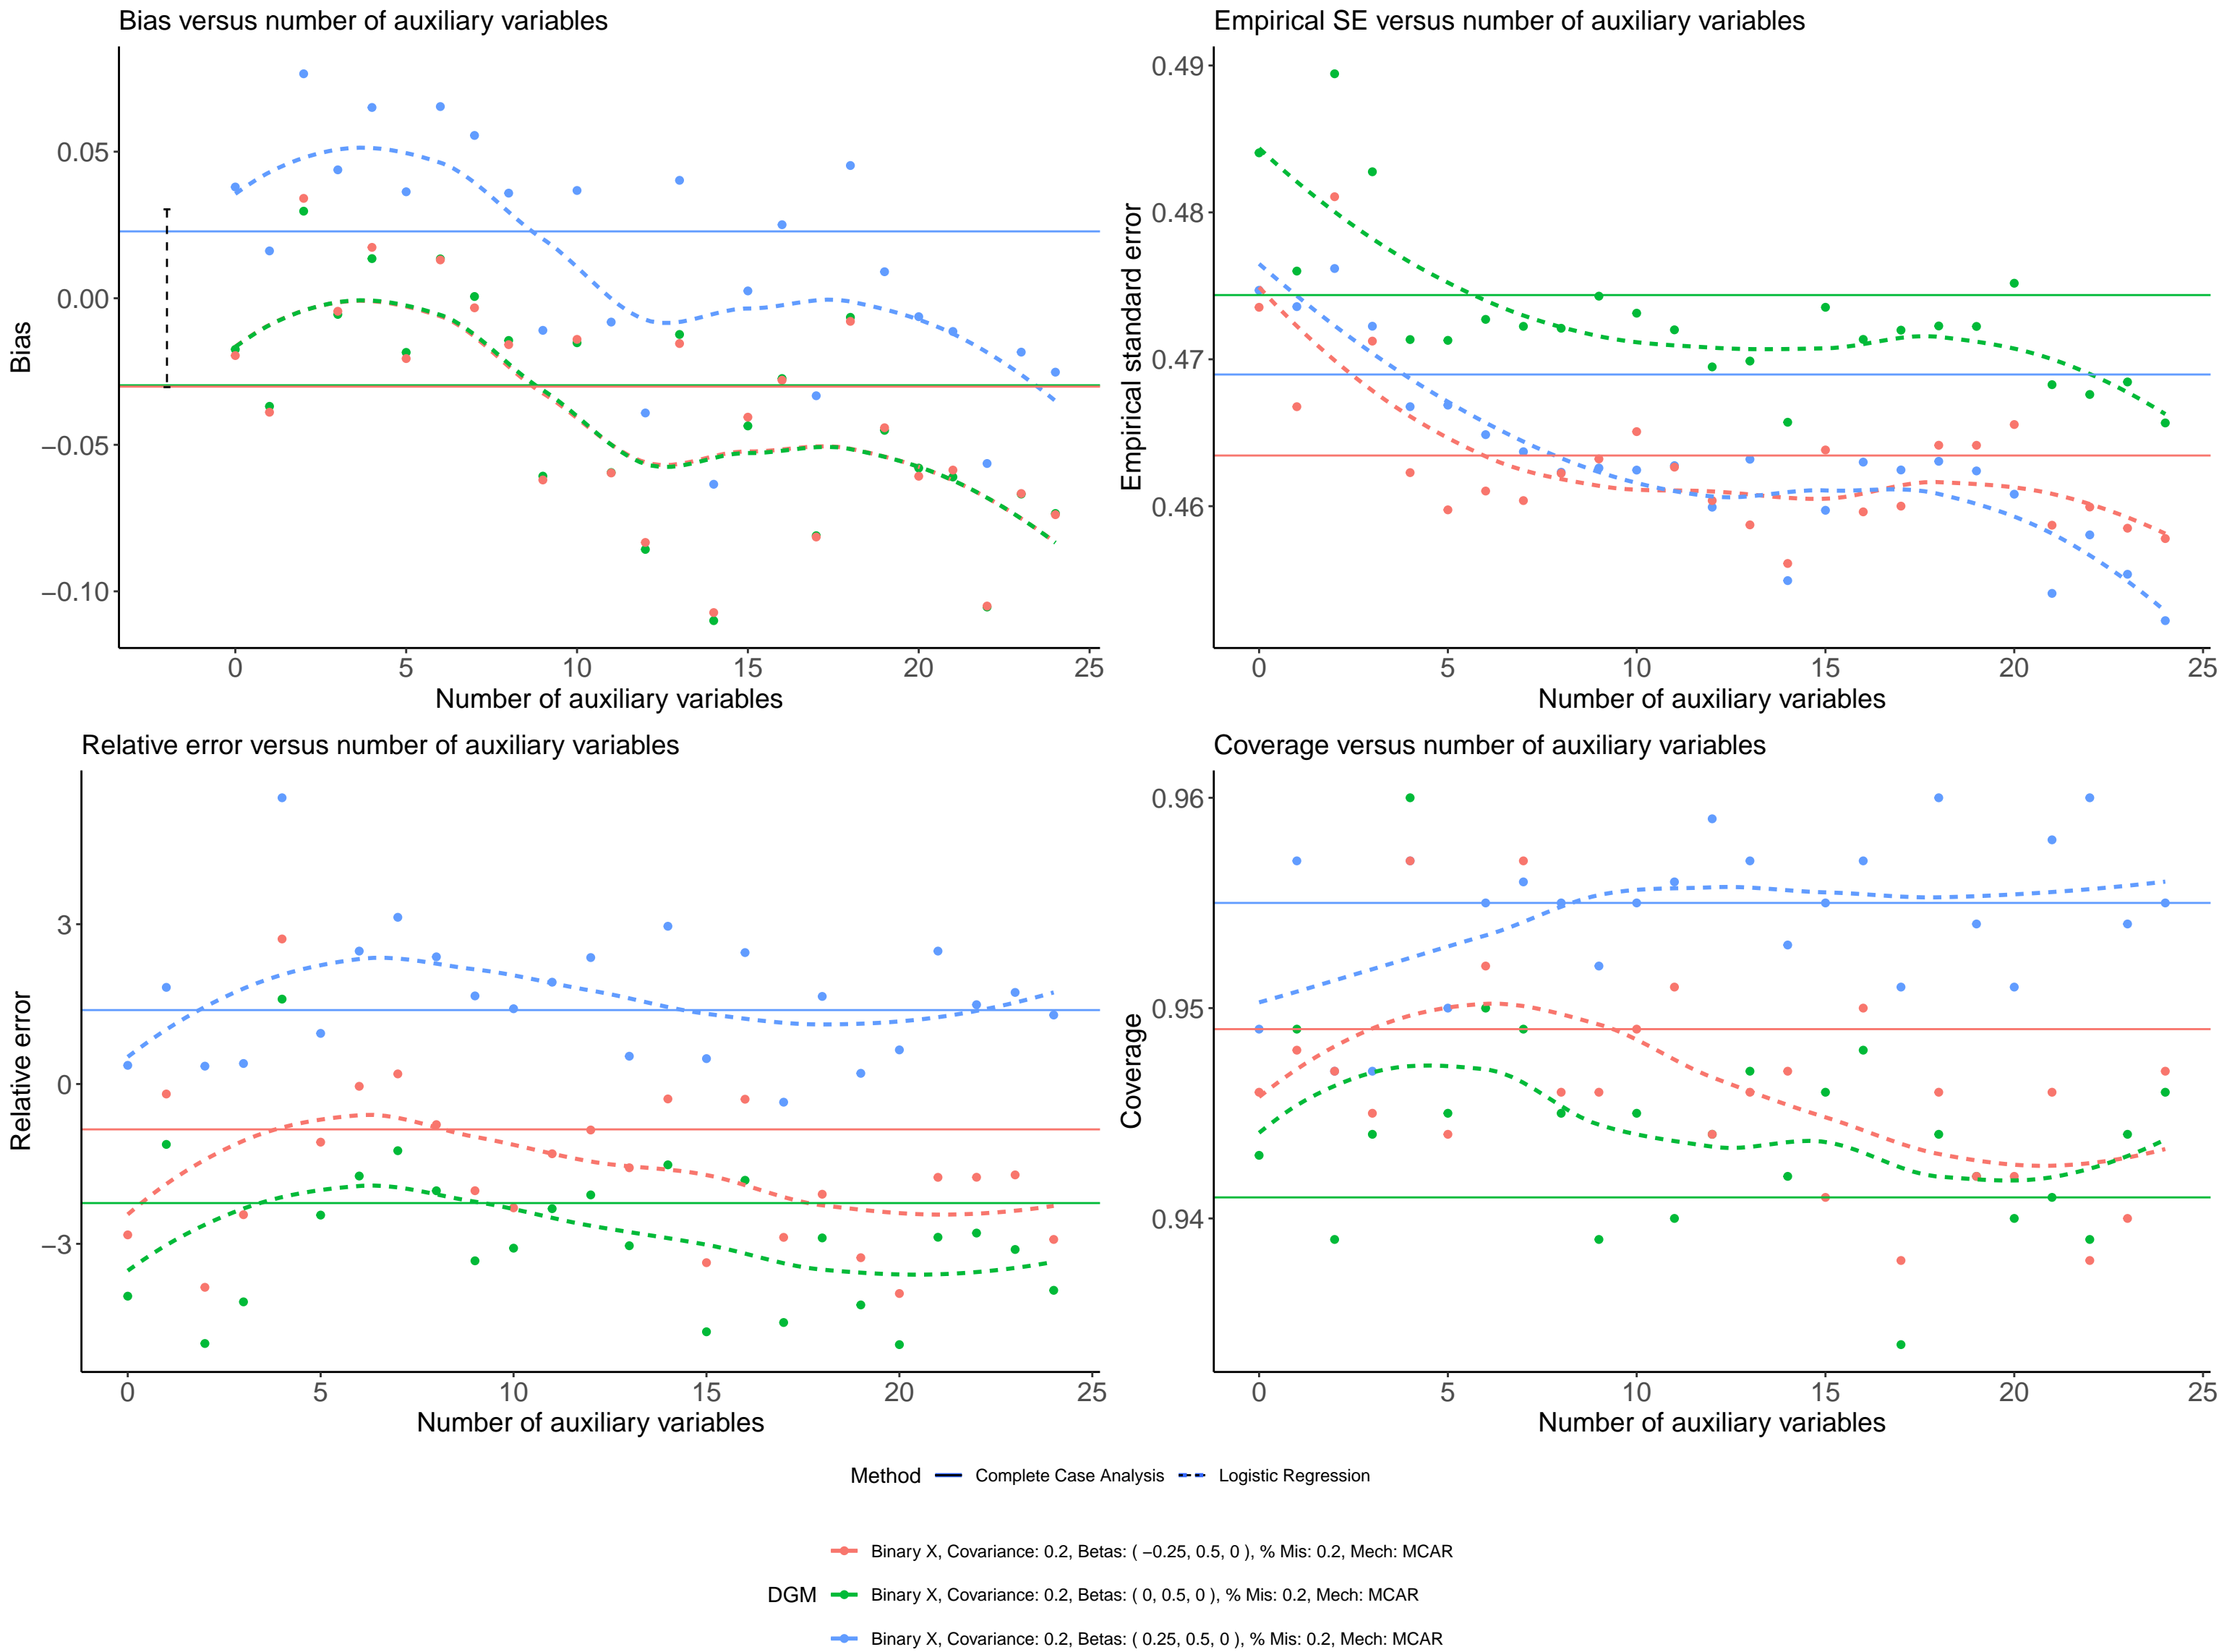 Bias versus number of auxiliary variables
Bias
0.05
0.00
−0.05
−0.10
0 5 10 15 20 25
Number of auxiliary variables
Empirical SE versus number of auxiliary variables
Empirical standard error
0.49
0.48
0.47
0.46
0 5 10 15 20 25
Number of auxiliary variables
Relative error versus number of auxiliary variables
Relative error
3
0
−3
0 5 10 15 20 25
Number of auxiliary variables
Coverage versus number of auxiliary variables
Coverage
0.96
0.95
0.94
0 5 10 15 20 25
Number of auxiliary variables
Method Complete Case Analysis Logistic Regression
Binary X, Covariance: 0.2, Betas: ( −0.25, 0.5, 0 ), % Mis: 0.2, Mech: MCAR
DGM Binary X, Covariance: 0.2, Betas: ( 0, 0.5, 0 ), % Mis: 0.2, Mech: MCAR
Binary X, Covariance: 0.2, Betas: ( 0.25, 0.5, 0 ), % Mis: 0.2, Mech: MCAR